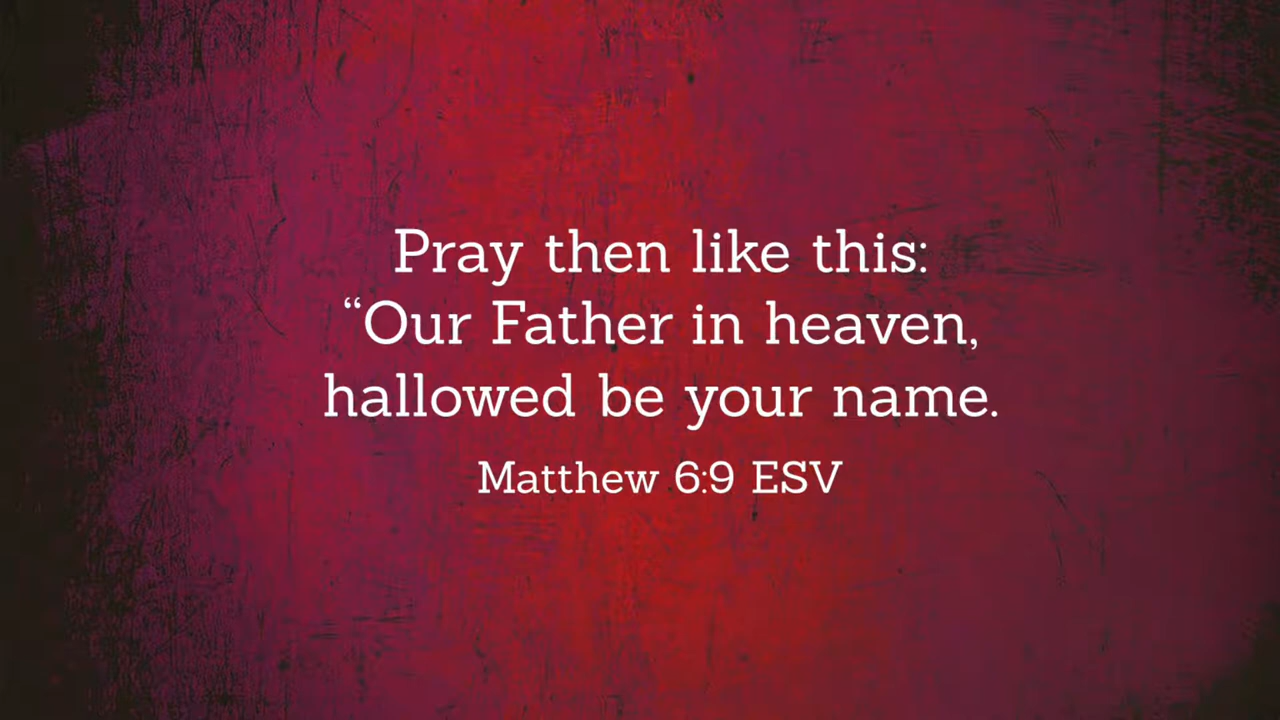 Pray then like this:
“Our Father in heaven,
hallowed be your name.
Matthew 6:9 ESV